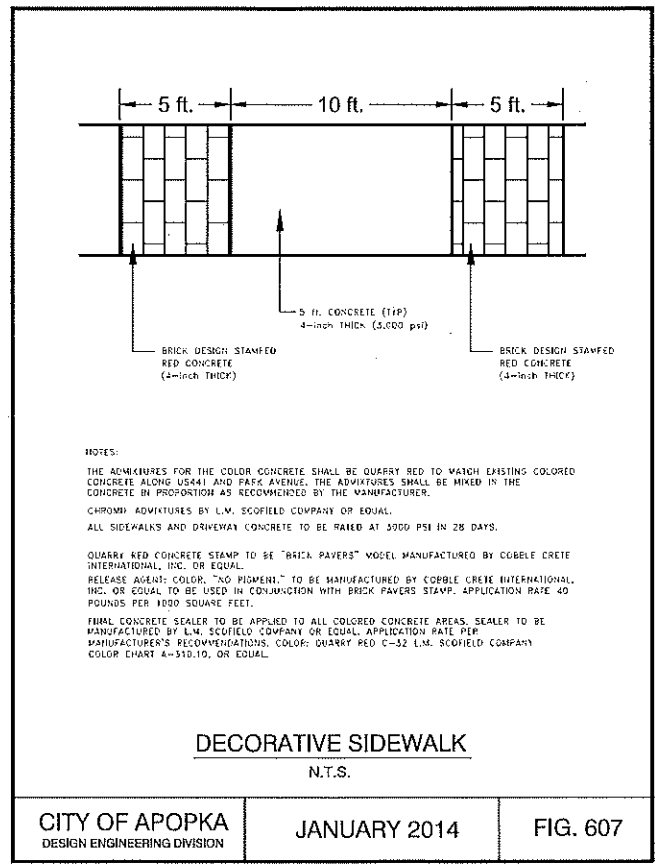 5 ft. 10 ft. 5 ft.
5 ft. CONCRETE (TYP)
4-inch THICK (3,000 psi)
BRICK DESIGN STAMPED
RED CONCRETE
(4-inch THICK)
BRICK DESIGN STAMPED
RED CONCRETE
(4-inch THICK)
NOTES:
THE ADMIXTURES FOR THE COLOR CONCRETE SHALL BE QUARRY RED TO MATCH EXISTING COLORED
CONCRETE ALONG US441 AND PARK AVENUE. THE ADMIXTURES SHALL BE MIXED IN THE
CONCRETE IN PROPORTION AS RECOMMENDED BY THE MANUFACTURER.
ADMIXTURES BY L.M. SCOFIELD COMPANY OR EQUAL.
ALL SIDEWALKS AND DRIVEWAY CONCRETE TO BE RATED AT 3000 PSI IN 28 DAYS.
QUARRY RED CONCRETE STAMP TO BE "BRICK PAVERS" MODEL MANUFACTURED BY COBBLE CRETE
INTERNATIONAL, INC. OR EQUAL.
RELEASE AGENT: COLOR, "NO PIGMENT," TO BE MANUFACTURED BY COBBLE CRETE INTERNATIONAL,
INC. OR EQUAL TO BE USED IN CONJUNCTION WITH BRICK PAVERS STAMP. APPLICATION RATE 40
POUNDS PER 1000 SQUARE FEET.
FINAL CONCRETE SEALER TO BE APPLIED TO ALL COLORED CONCRETE AREAS. SEALER TO BE
MANUFACTURED BY L.M. SCOFIELD COMPANY OR EQUAL. APPLICATION RATE PER
MANUFACTURER'S RECOMMENDATIONS. COLOR: QUARRY RED C-32 L.M. SCOFIELD COMPANY
COLOR CHART A-310.10, OR EQUAL.
DECORATIVE SIDEWALK
N.T.S.
CITY OF APOPKA
DESIGN ENGINEERING DIVISION
JANUARY 2014
FIG. 607